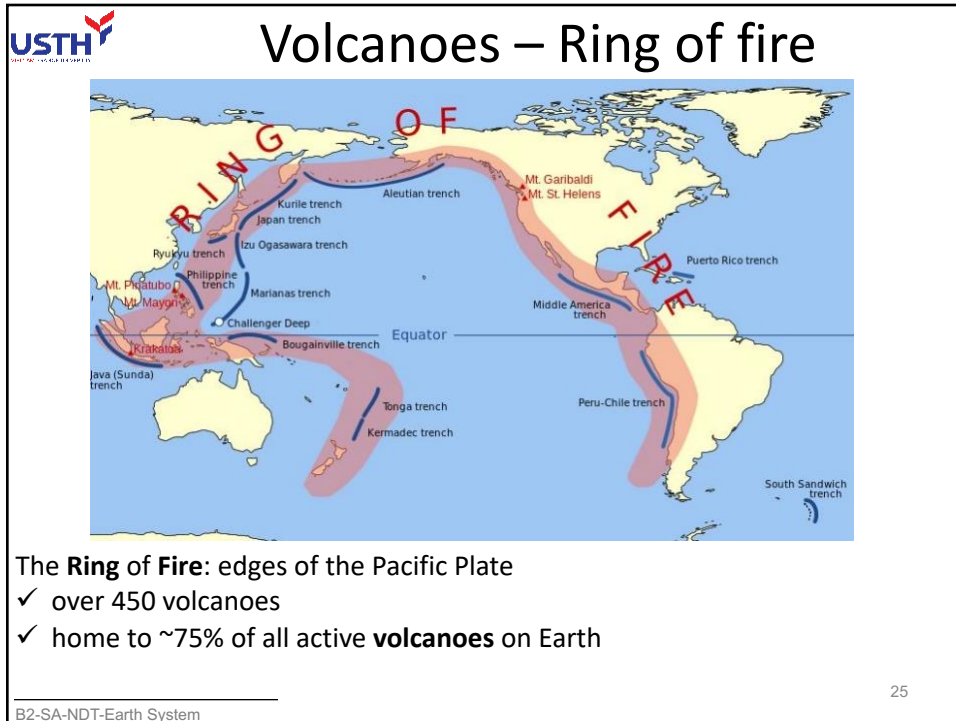 USTH
Volcanoes – Ring of fire
RING OF FIRE
Mt. Garibaldi
Mt. St. Helens
Aleutian trench
Kurile trench
Japan trench
Izu Ogasawara trench
Ryukyu trench
Puerto Rico trench
Philippine
trench
Mt. Pinatubo
Mt. Mayon
Marianas trench
Middle America
trench
Challenger Deep
Equator
Krakatoa
Bougainville trench
Java (Sunda)
trench
Tonga trench
Peru-Chile trench
Kermadec trench
South Sandwich
trench
The Ring of Fire: edges of the Pacific Plate
✓ over 450 volcanoes
✓ home to ~75% of all active volcanoes on Earth
25
B2-SA-NDT-Earth System